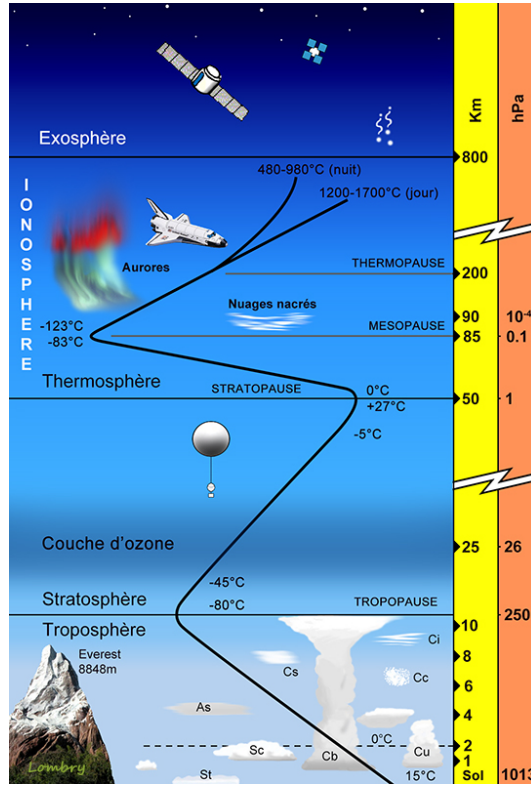 Km
hPa
Exosphère
800
480-980°C (nuit)
1200-1700°C (jour)
IONOSPHERE
Aurores
THERMOPAUSE
200
Nuages nacrés
90
10-4
-123°C
MESOPAUSE
85
0.1
-83°C
Thermosphère
STRATOPAUSE
0°C
50
1
+27°C
-5°C
Couche d'ozone
25
26
-45°C
Stratosphère
-80°C
TROPOPAUSE
250
Troposphère
10
Ci
Everest
8848m
Cs
8
Cc
6
As
4
0°C
2
Sc
Cb
Cu
1
St
15°C
Sol
1013
Lombry